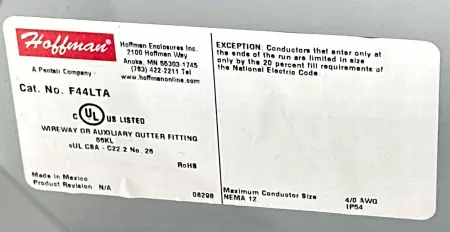 Hoffman
A Pentair Company
Hoffman Enclosures Inc.
2100 Hoffman Way
Anoka, MN 55303-1745
(763) 422-2211 Tel
www.hoffmanonline.com
Cat. No. F44LTA
c UL US LISTED
WIREWAY OR AUXILIARY GUTTER FITTING
66KL
cUL CSA - C22.2 No. 26
RoHS
Made in Mexico
Product Revision N/A
08298
EXCEPTION: Conductors that enter only at
the ends of the run are limited in size
only by the 20 percent fill requirements of
the National Electric Code.
Maximum Conductor Size 4/0 AWG
NEMA 12 IP54